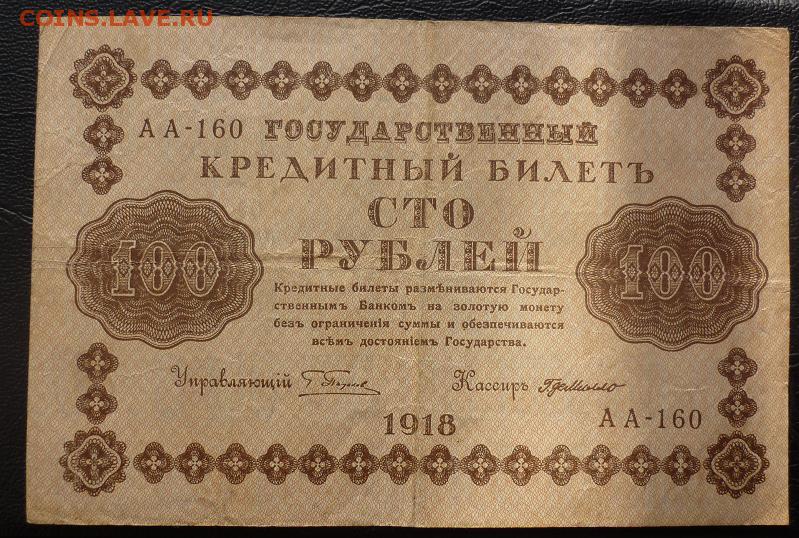 COINS.LAVE.RU
АА-160 ГОСУДАРСТВЕННЫЙ
КРЕДИТНЫЙ БИЛЕТЪ
СТО
РУБЛЕЙ
100 100
Кредитные билеты размѣниваются Государ-
ственнымъ Банкомъ на золотую монету
безъ ограниченія суммы и обезпечиваются
всѣмъ достояніемъ Государства.
Управляющій Г. Пятаков Кассиръ
1918
АА-160